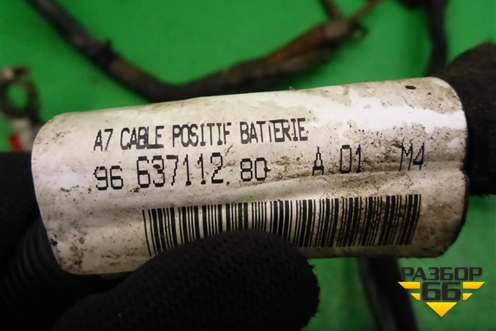 A7 CABLE POSITIF BATTERIE
96 637112 80 A 01 M4
РАЗБОР
66